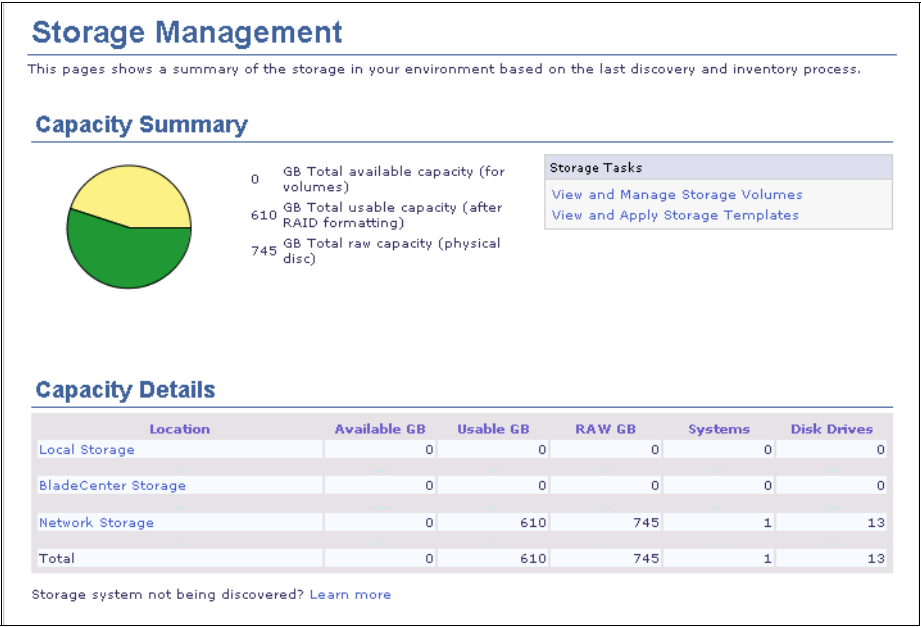 Storage Management
This pages shows a summary of the storage in your environment based on the last discovery and inventory process.
Capacity Summary
0 GB Total available capacity (for
volumes)
610 GB Total usable capacity (after
RAID formatting)
745 GB Total raw capacity (physical
disc)
Storage Tasks
View and Manage Storage Volumes
View and Apply Storage Templates
Capacity Details
Location Available GB Usable GB RAW GB Systems Disk Drives
Local Storage 0 0 0 0 0
BladeCenter Storage 0 0 0 0 0
Network Storage 0 610 745 1 13
Total 0 610 745 1 13
Storage system not being discovered? Learn more